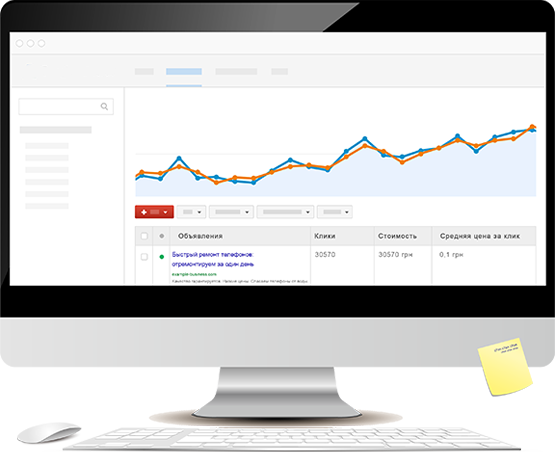 Объявления Клики Стоимость Средняя цена за клик
Быстрый ремонт телефонов: 30570 30570 грн 0,1 грн
отремонтируем за один день
example-business.com